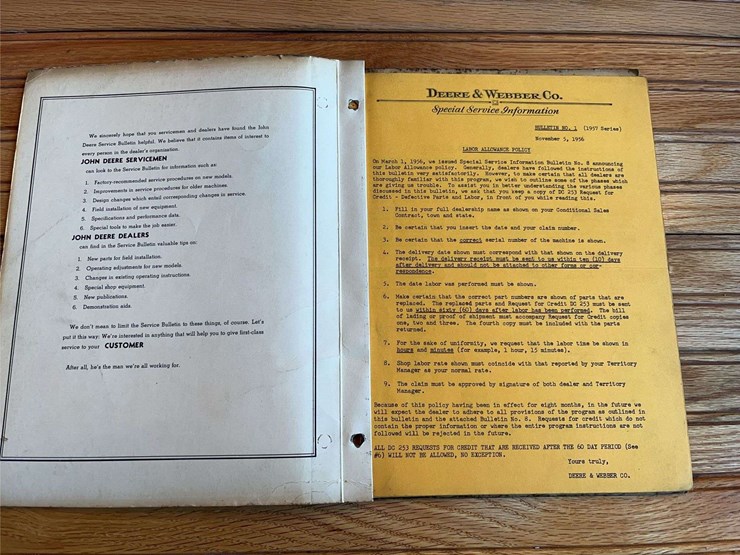 We sincerely hope that you servicemen and dealers have found the John
Deere Service Bulletin helpful. We believe that it contains items of interest to
every person in the dealer's organization.
JOHN DEERE SERVICEMEN
can look to the Service Bulletin for information such as:
1. Factory-recommended service procedures on new models.
2. Improvements in service procedures for older machines.
3. Design changes which aided corresponding changes in service.
4. Field installation of new equipment.
5. Specifications and performance data.
6. Special tools to make the job easier.
JOHN DEERE DEALERS
can find in the Service Bulletin valuable tips on:
1. New parts for field installation.
2. Operating adjustments for new models.
3. Changes in existing operating instructions.
4. Special shop equipment.
5. New publications.
6. Demonstration aids.
We don't mean to limit the Service Bulletin to these things, of course. Let's
put it this way: We're interested in anything that will help you to give first-class
service to your CUSTOMER
After all, he's the man we're all working for.
DEERE & WEBBER CO.
Special Service Information
BULLETIN NO. 1 (1957 Series)
November 5, 1956
LABOR ALLOWANCE POLICY
On March 1, 1956, we issued Special Service Information Bulletin No. 8 announcing
our Labor Allowance policy. Generally, dealers have followed the instructions of
this bulletin very satisfactorily. However, to make certain that all dealers are
thoroughly familiar with this program, we wish to outline some of the phases which
are giving us trouble. To assist you in better understanding the various phases
discussed in this bulletin, we ask that you keep a copy of DC 253 Request for
Credit - Defective Parts and Labor, in front of you while reading this.
1. Fill in your full dealership name as shown on your Conditional Sales
Contract, town and state.
2. Be certain that you insert the date and your claim number.
3. Be certain that the correct serial number of the machine is shown.
4. The delivery date shown must correspond with that shown on the delivery
receipt. The delivery receipt must be sent to us within ten (10) days
after delivery and should not be attached to other forms or cor-
respondence.
5. The date labor was performed must be shown.
6. Make certain that the correct part numbers are shown of parts that are
replaced. The replaced parts and Request for Credit DC 253 must be sent
to us within sixty (60) days after labor has been performed. The bill
of lading or proof of shipment must accompany Request for Credit copies
one, two and three. The fourth copy must be included with the parts
returned.
7. For the sake of uniformity, we request that the labor time be shown in
hours and minutes (for example, 1 hour, 15 minutes).
8. Shop labor rate shown must coincide with that reported by your Territory
Manager as your normal rate.
9. The claim must be approved by signature of both dealer and Territory
Manager.
Because of this policy having been in effect for eight months, in the future we
will expect the dealer to adhere to all provisions of the program as outlined in
this bulletin and the attached Bulletin No. 8. Requests for credit which do not
contain the proper information or where the entire program instructions are not
followed will be rejected in the future.
ALL DC 253 REQUESTS FOR CREDIT THAT ARE RECEIVED AFTER THE 60 DAY PERIOD (See
#6) WILL NOT BE ALLOWED, NO EXCEPTION.
Yours truly,
DEERE & WEBBER CO.